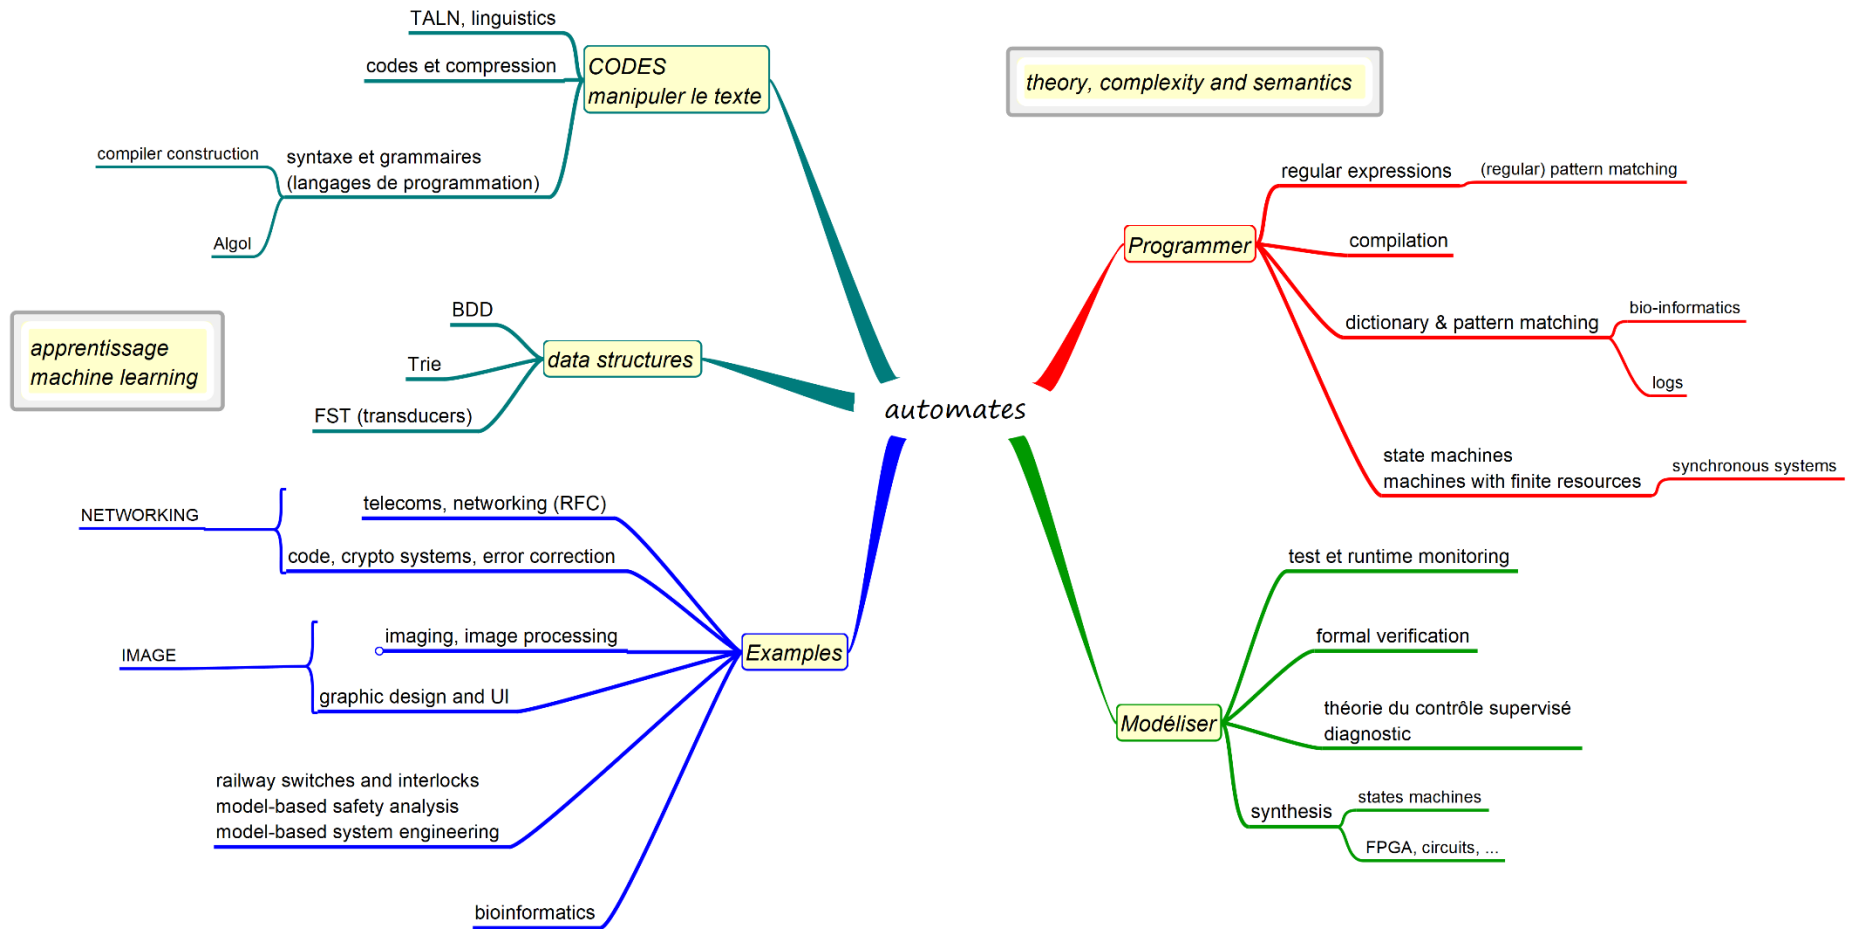 TALN, linguistics
codes et compression
CODES
manipuler le texte
compiler construction
syntaxe et grammaires
(langages de programmation)
Algol
theory, complexity and semantics
regular expressions
(regular) pattern matching
Programmer
compilation
dictionary & pattern matching
bio-informatics
logs
state machines
machines with finite resources
synchronous systems
apprentissage
machine learning
BDD
Trie
data structures
FST (transducers)
automates
NETWORKING
telecoms, networking (RFC)
code, crypto systems, error correction
IMAGE
imaging, image processing
graphic design and UI
Examples
railway switches and interlocks
model-based safety analysis
model-based system engineering
bioinformatics
test et runtime monitoring
formal verification
Modéliser
théorie du contrôle supervisé
diagnostic
synthesis
states machines
FPGA, circuits, ...